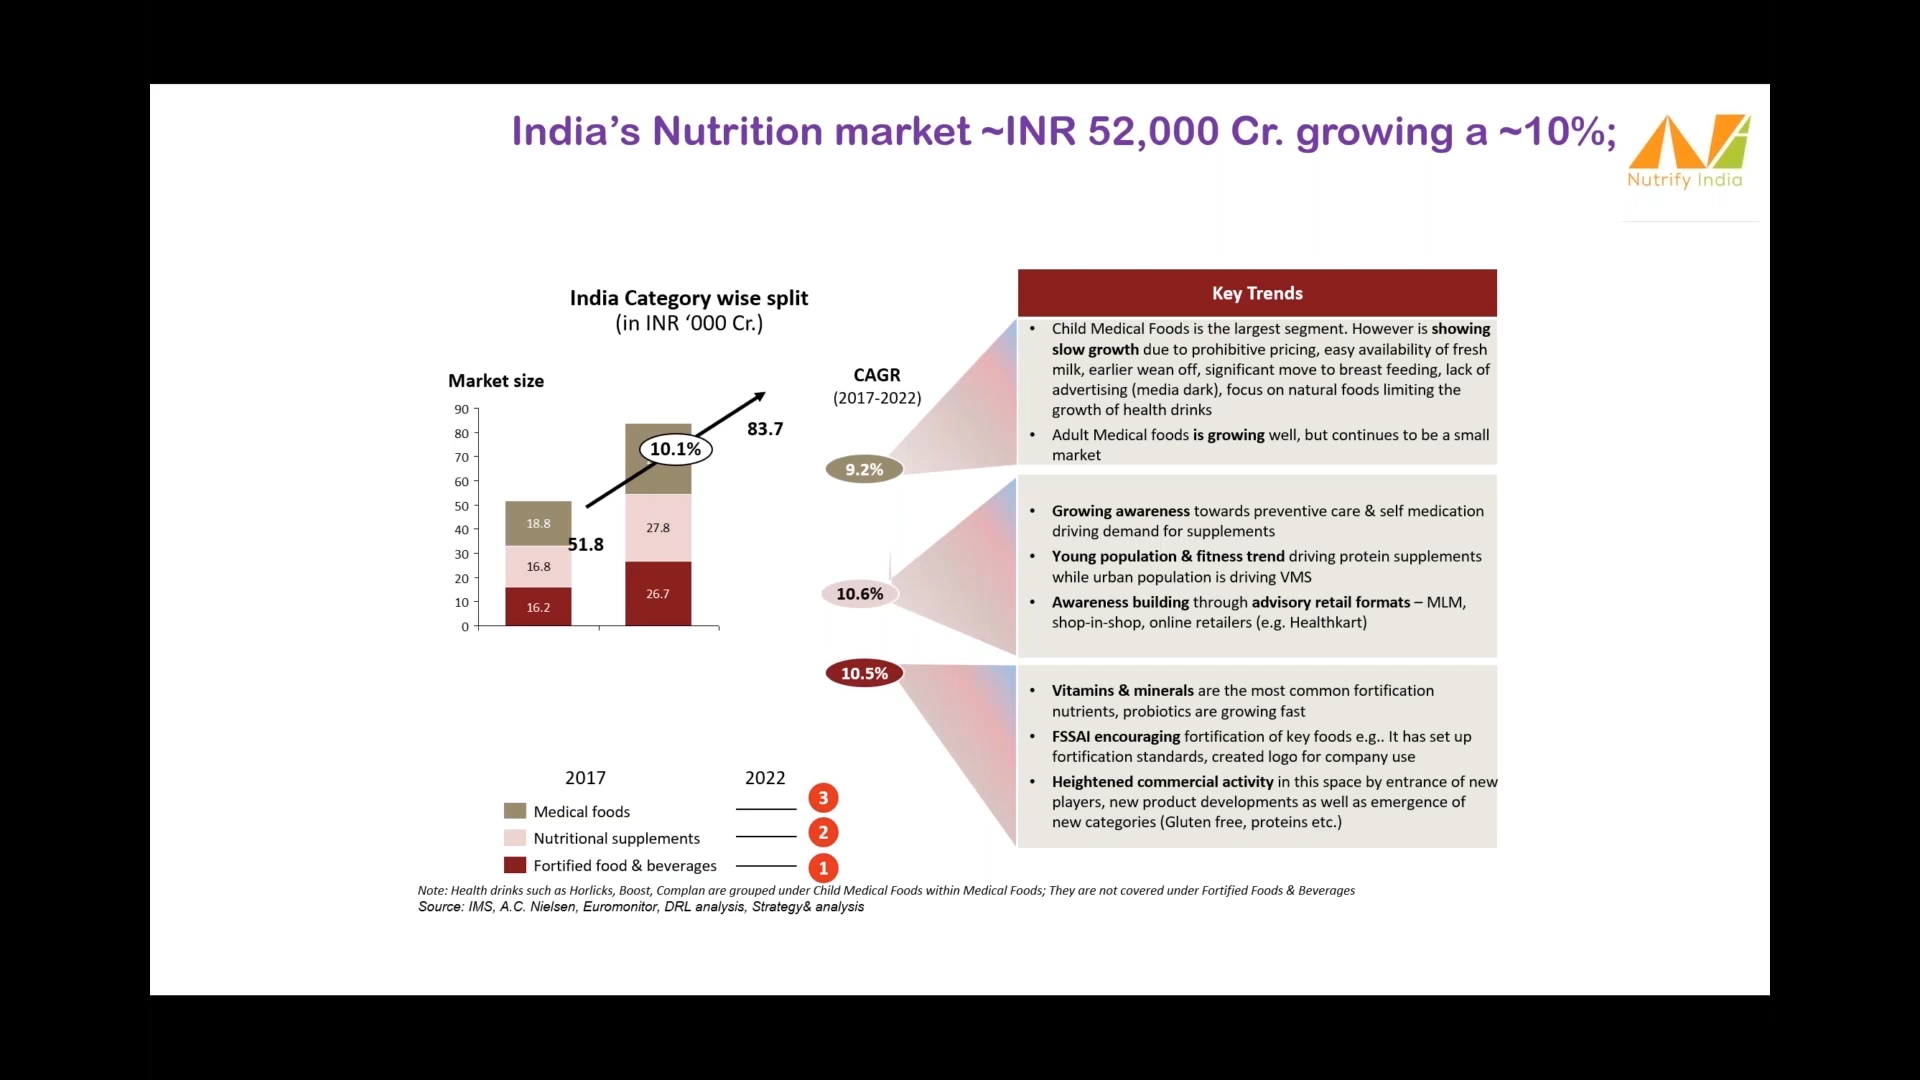 India’s Nutrition market ~INR 52,000 Cr. growing a ~10%;
Nutrify India
India Category wise split
(in INR ‘000 Cr.)
Market size
90
80
70
60
50
40
30
20
10
0
18.8
16.8
16.2
51.8
10.1%
27.8
26.7
83.7
CAGR
(2017-2022)
9.2%
10.6%
10.5%
Key Trends
• Child Medical Foods is the largest segment. However is showing
slow growth due to prohibitive pricing, easy availability of fresh
milk, earlier wean off, significant move to breast feeding, lack of
advertising (media dark), focus on natural foods limiting the
growth of health drinks
• Adult Medical foods is growing well, but continues to be a small
market
• Growing awareness towards preventive care & self medication
driving demand for supplements
• Young population & fitness trend driving protein supplements
while urban population is driving VMS
• Awareness building through advisory retail formats – MLM,
shop-in-shop, online retailers (e.g. Healthkart)
• Vitamins & minerals are the most common fortification
nutrients, probiotics are growing fast
• FSSAI encouraging fortification of key foods e.g.. It has set up
fortification standards, created logo for company use
• Heightened commercial activity in this space by entrance of new
players, new product developments as well as emergence of
new categories (Gluten free, proteins etc.)
2017 2022
Medical foods 3
Nutritional supplements 2
Fortified food & beverages 1
Note: Health drinks such as Horlicks, Boost, Complan are grouped under Child Medical Foods within Medical Foods; They are not covered under Fortified Foods & Beverages
Source: IMS, A.C. Nielsen, Euromonitor, DRL analysis, Strategy& analysis